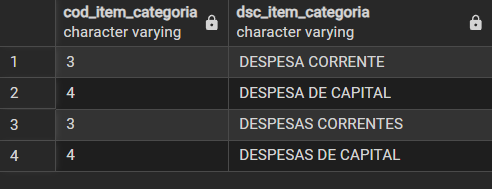 cod_item_categoria dsc_item_categoria
character varying character varying
1 3 DESPESA CORRENTE
2 4 DESPESA DE CAPITAL
3 3 DESPESAS CORRENTES
4 4 DESPESAS DE CAPITAL